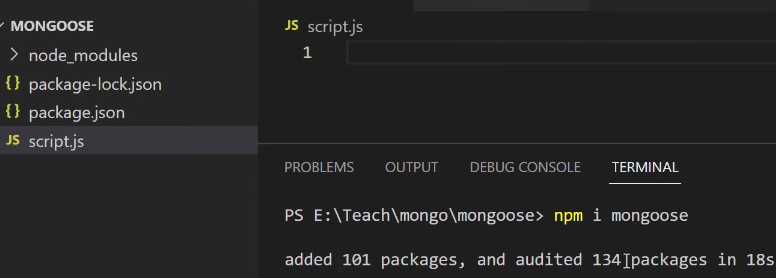 MONGOOSE
node_modules
{} package-lock.json
{} package.json
JS script.js
JS script.js
1
PROBLEMS OUTPUT DEBUG CONSOLE TERMINAL
PS E:\Teach\mongo\mongoose> npm i mongoose
added 101 packages, and audited 134 packages in 18s